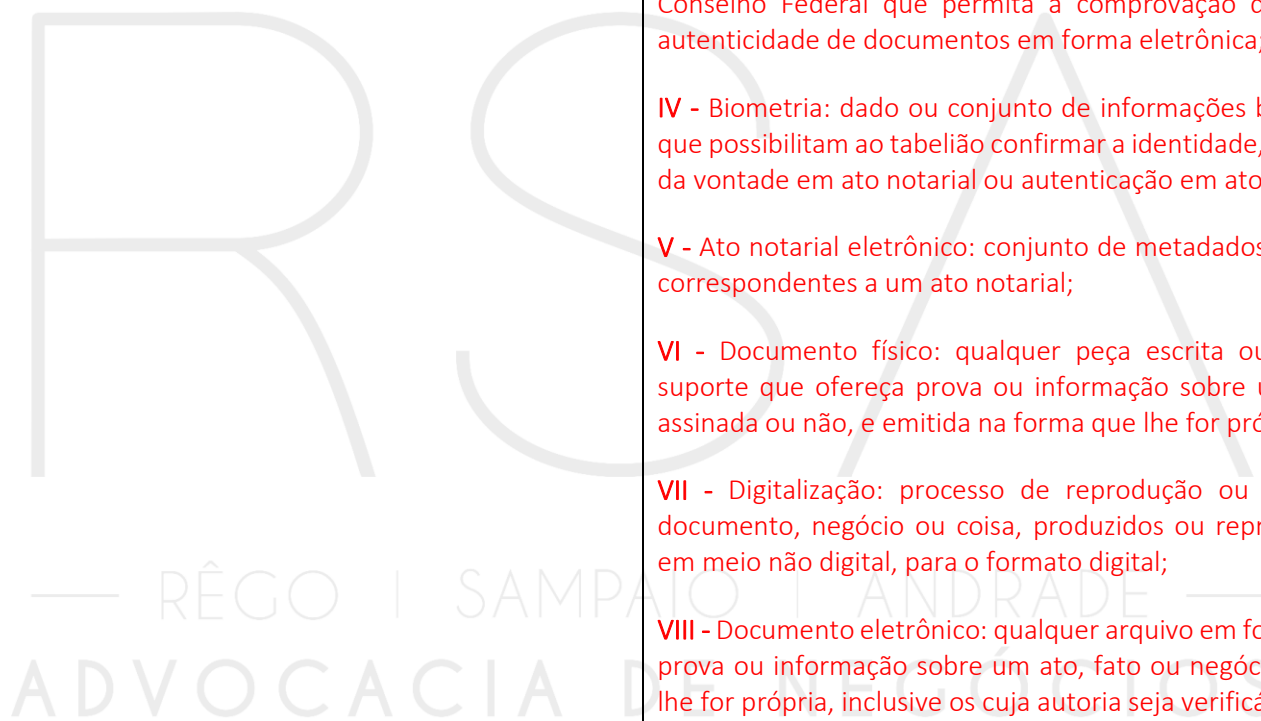 Conselho Federal que permita a comprovação
autenticidade de documentos em forma eletrônica;
IV - Biometria: dado ou conjunto de informações
que possibilitam ao tabelião confirmar a identidade,
da vontade em ato notarial ou autenticação em ato
V - Ato notarial eletrônico: conjunto de metadados
correspondentes a um ato notarial;
VI - Documento físico: qualquer peça escrita ou
suporte que ofereça prova ou informação sobre
assinada ou não, e emitida na forma que lhe for
VII - Digitalização: processo de reprodução ou
documento, negócio ou coisa, produzidos ou
em meio não digital, para o formato digital;
VIII - Documento eletrônico: qualquer arquivo em
prova ou informação sobre um ato, fato ou
lhe for própria, inclusive os cuja autoria seja
RSA
RÊGO | SAMPAIO | ANDRADE
ADVOCACIA DE NEGÓCIOS